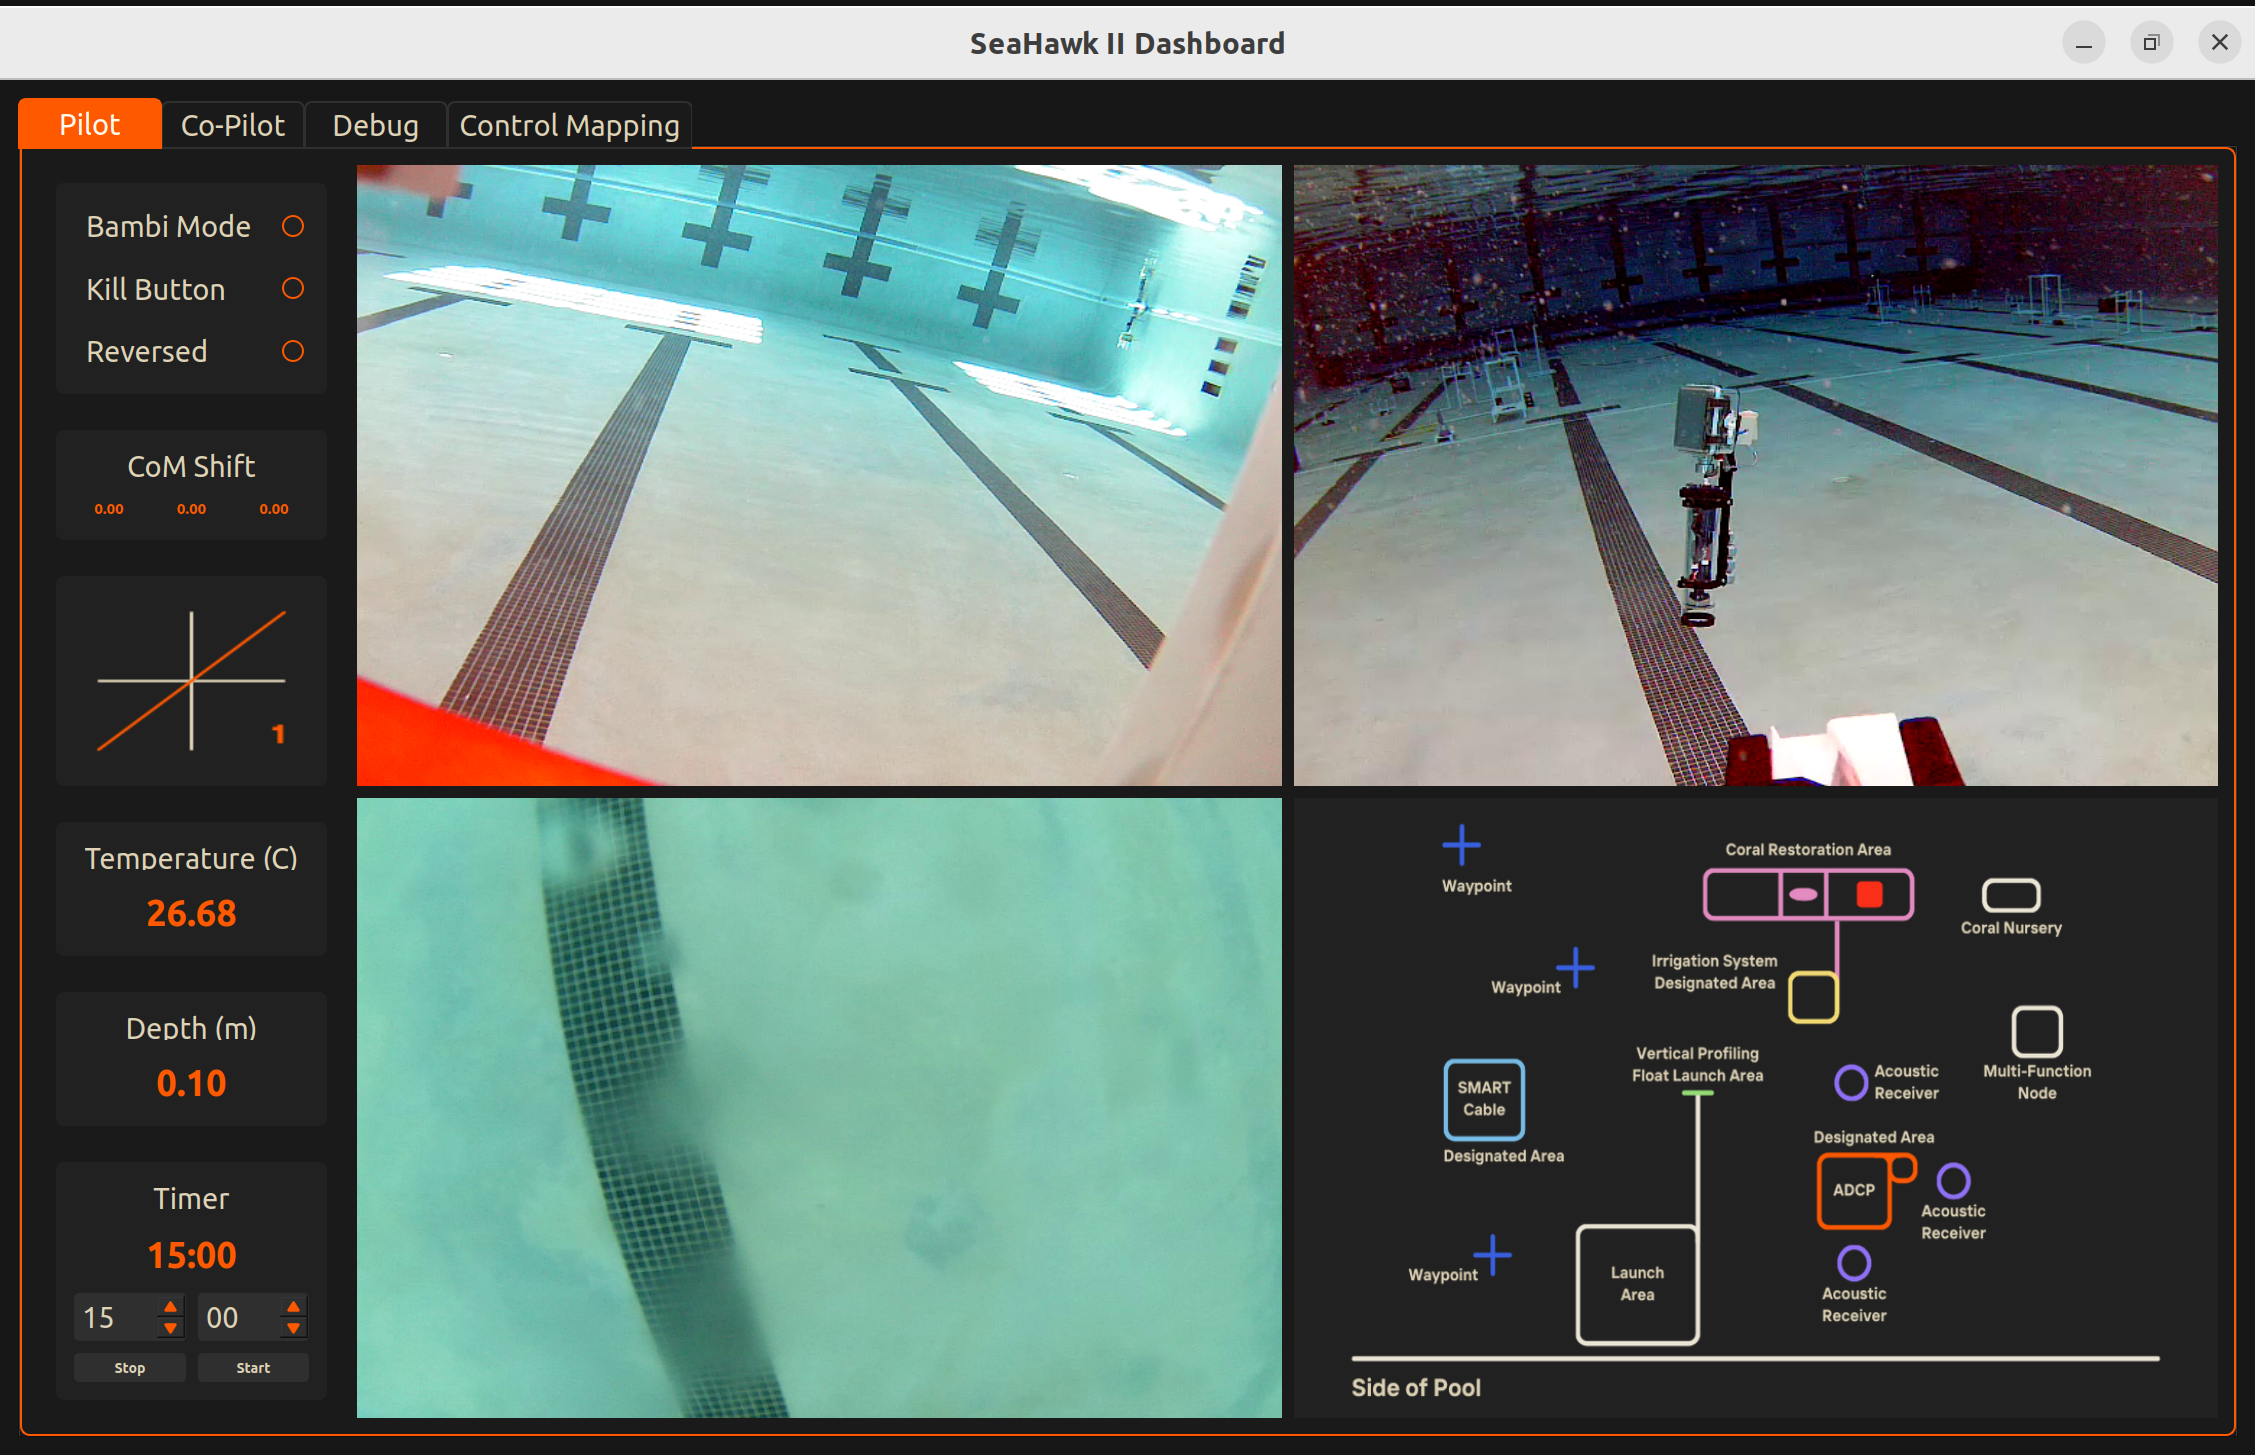 SeaHawk II Dashboard
Pilot
Co-Pilot
Debug
Control Mapping
Bambi Mode
Kill Button
Reversed
CoM Shift
0.00 0.00 0.00
1
Temperature (C)
26.68
Depth (m)
0.10
Timer
15:00
15 00
Stop Start
Waypoint
Coral Restoration Area
Coral Nursery
Waypoint
Irrigation System
Designated Area
Vertical Profiling
Float Launch Area
SMART
Cable
Designated Area
Acoustic
Receiver
Multi-Function
Node
Designated Area
ADCP
Acoustic
Receiver
Waypoint
Launch
Area
Acoustic
Receiver
Side of Pool